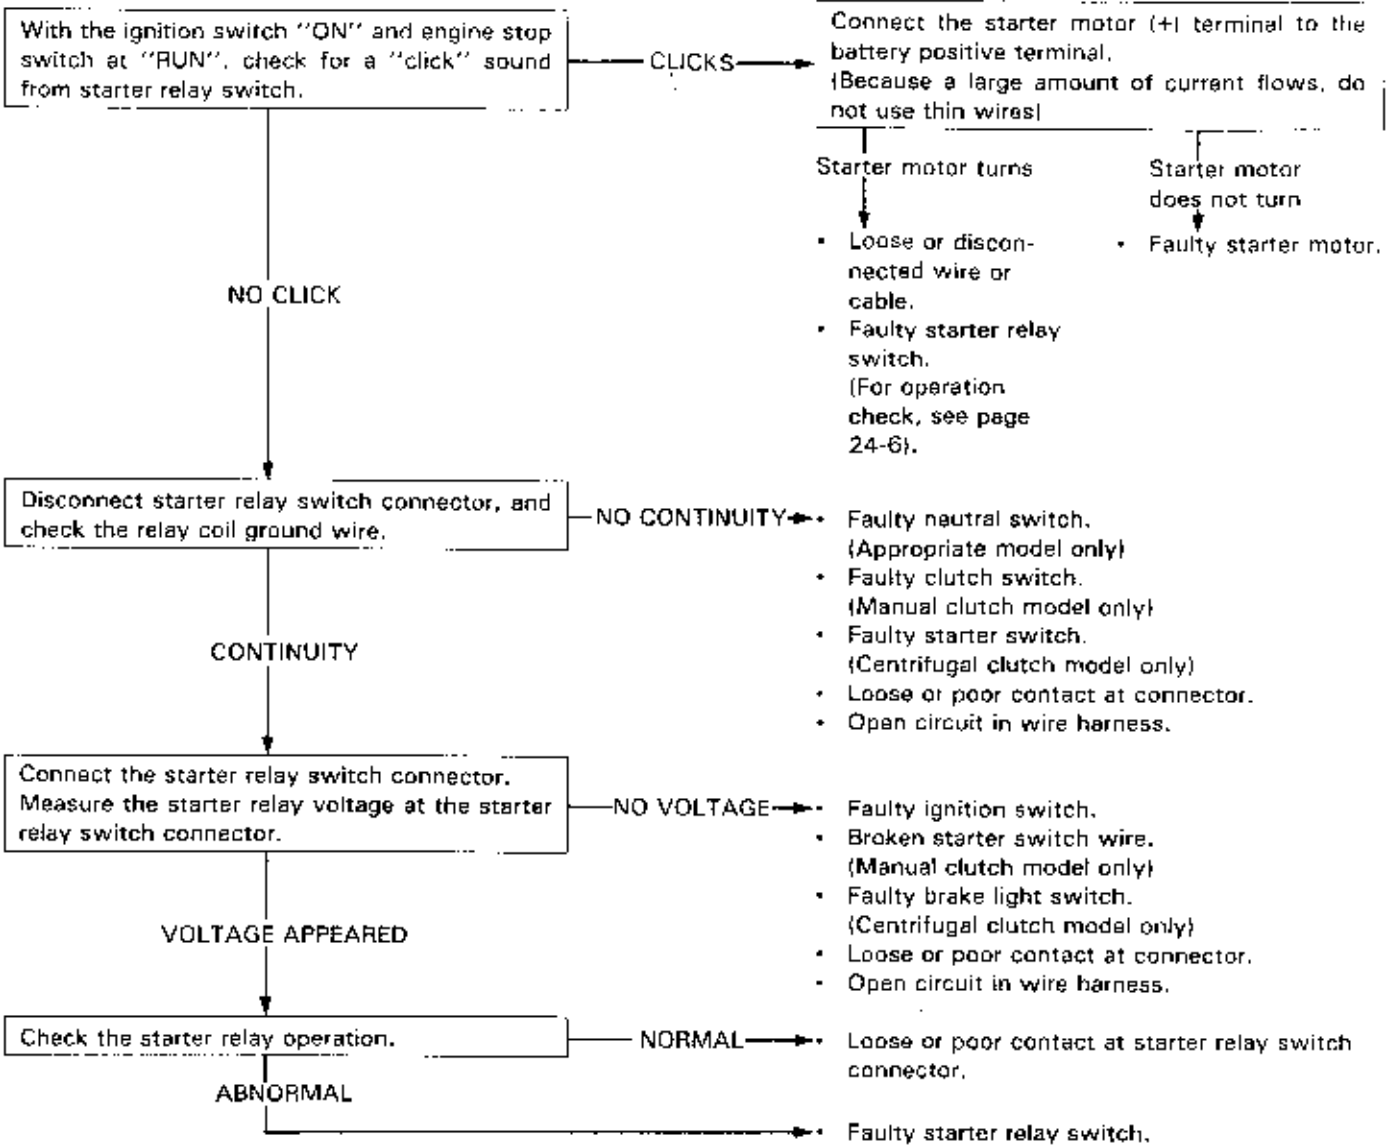 With the ignition switch "ON" and engine stop
switch at "RUN", check for a "click" sound
from starter relay switch.
CLICKS
Connect the starter motor (+) terminal to the
battery positive terminal.
(Because a large amount of current flows, do
not use thin wires)
Starter motor turns
Starter motor
does not turn
• Loose or discon-
nected wire or
cable.
• Faulty starter relay
switch.
(For operation
check, see page
24-6).
• Faulty starter motor.
NO CLICK
Disconnect starter relay switch connector, and
check the relay coil ground wire.
NO CONTINUITY
• Faulty neutral switch.
(Appropriate model only)
• Faulty clutch switch.
(Manual clutch model only)
• Faulty starter switch.
(Centrifugal clutch model only)
• Loose or poor contact at connector.
• Open circuit in wire harness.
CONTINUITY
Connect the starter relay switch connector.
Measure the starter relay voltage at the starter
relay switch connector.
NO VOLTAGE
• Faulty ignition switch.
• Broken starter switch wire.
(Manual clutch model only)
• Faulty brake light switch.
(Centrifugal clutch model only)
• Loose or poor contact at connector.
• Open circuit in wire harness.
VOLTAGE APPEARED
Check the starter relay operation.
NORMAL
• Loose or poor contact at starter relay switch
connector.
ABNORMAL
• Faulty starter relay switch.